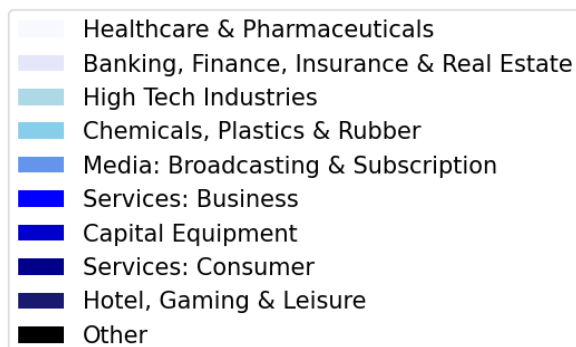 Healthcare & Pharmaceuticals
Banking, Finance, Insurance & Real Estate
High Tech Industries
Chemicals, Plastics & Rubber
Media: Broadcasting & Subscription
Services: Business
Capital Equipment
Services: Consumer
Hotel, Gaming & Leisure
Other